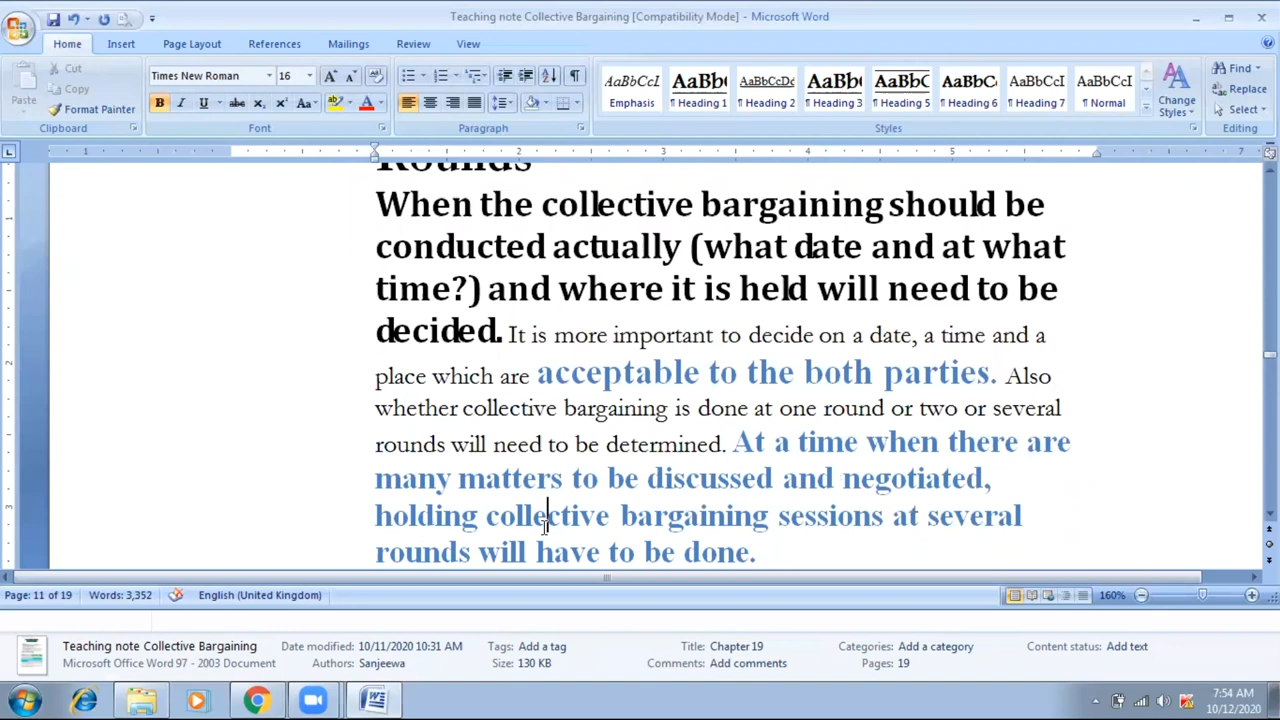 Teaching note Collective Bargaining [Compatibility Mode] - Microsoft Word
Home Insert Page Layout References Mailings Review View
Paste
Cut
Copy
Format Painter
Clipboard
Times New Roman 16
Font
Paragraph
AaBbCcI AaBbC AaBbCcDd AaBbC AaBbC AaBbC AaBbCcI AaBbCcI
Emphasis ¶ Heading 1 ¶ Heading 2 ¶ Heading 3 ¶ Heading 5 ¶ Heading 6 ¶ Heading 7 ¶ Normal
Change Styles
Styles
Find
Replace
Select
Editing
1 2 3 4 5 7
Rounds
When the collective bargaining should be
conducted actually (what date and at what
time?) and where it is held will need to be
decided. It is more important to decide on a date, a time and a
place which are acceptable to the both parties. Also
whether collective bargaining is done at one round or two or several
rounds will need to be determined. At a time when there are
many matters to be discussed and negotiated,
holding collective bargaining sessions at several
rounds will have to be done.
Page: 11 of 19 Words: 3,352 English (United Kingdom) 160%
Teaching note Collective Bargaining Date modified: 10/11/2020 10:31 AM Tags: Add a tag Title: Chapter 19 Categories: Add a category Content status: Add text
Microsoft Office Word 97 - 2003 Document Authors: Sanjeewa Size: 130 KB Comments: Add comments Pages: 19
7:54 AM
10/12/2020